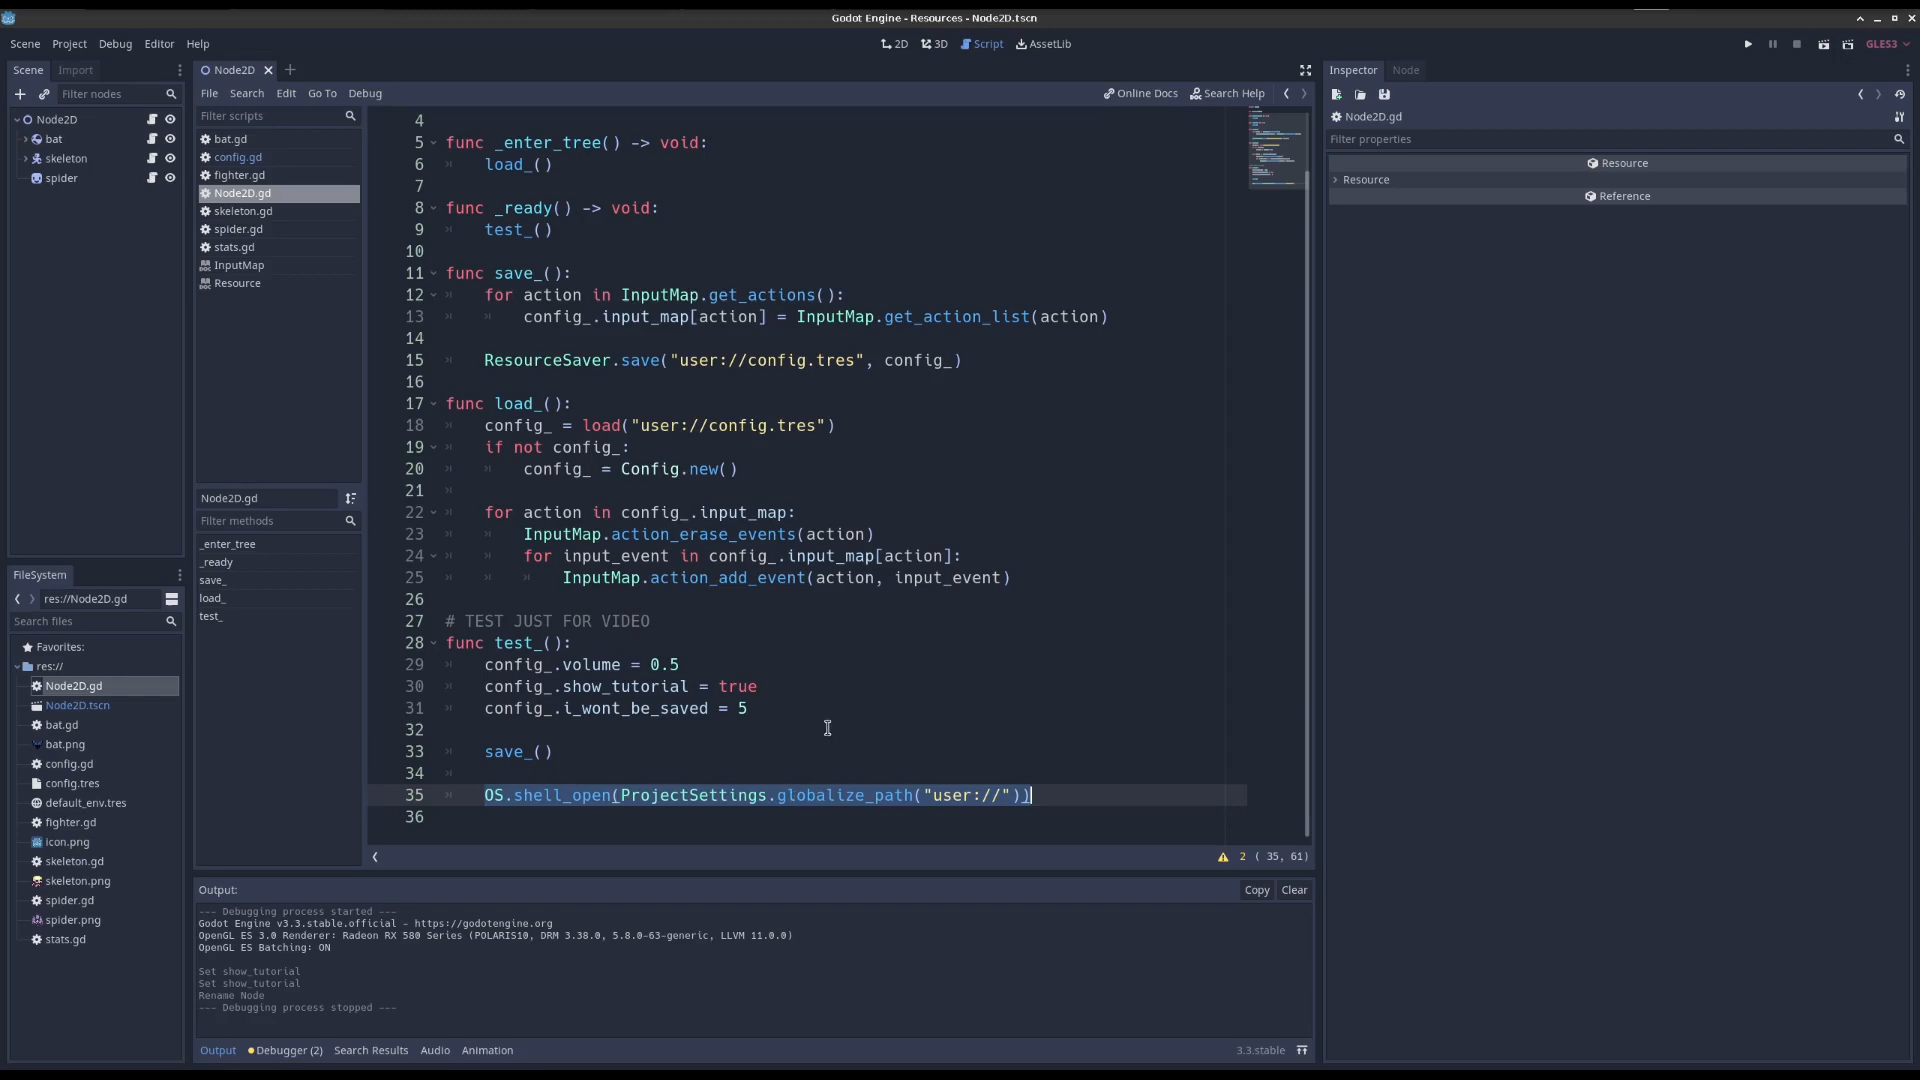 Godot Engine - Resources - Node2D.tscn
Scene Project Debug Editor Help
2D 3D Script AssetLib
GLES3
Scene Import
Filter nodes
Node2D
bat
skeleton
spider
FileSystem
res://Node2D.gd
Search files
Favorites:
res://
Node2D.gd
Node2D.tscn
bat.gd
bat.png
config.gd
config.tres
default_env.tres
fighter.gd
icon.png
skeleton.gd
skeleton.png
spider.gd
spider.png
stats.gd
Node2D
File Search Edit Go To Debug
Online Docs Search Help
Filter scripts
bat.gd
config.gd
fighter.gd
Node2D.gd
skeleton.gd
spider.gd
stats.gd
InputMap
Resource
Node2D.gd
Filter methods
_enter_tree
_ready
save_
load_
test_
4
5 func _enter_tree() -> void:
6 load_()
7
8 func _ready() -> void:
9 test_()
10
11 func save_():
12 for action in InputMap.get_actions():
13 config_.input_map[action] = InputMap.get_action_list(action)
14
15 ResourceSaver.save("user://config.tres", config_)
16
17 func load_():
18 config_ = load("user://config.tres")
19 if not config_:
20 config_ = Config.new()
21
22 for action in config_.input_map:
23 InputMap.action_erase_events(action)
24 for input_event in config_.input_map[action]:
25 InputMap.action_add_event(action, input_event)
26
27 # TEST JUST FOR VIDEO
28 func test_():
29 config_.volume = 0.5
30 config_.show_tutorial = true
31 config_.i_wont_be_saved = 5
32
33 save_()
34
35 OS.shell_open(ProjectSettings.globalize_path("user://"))
36
2 ( 35, 61)
Output:
Copy Clear
--- Debugging process started ---
Godot Engine v3.3.stable.official - https://godotengine.org
OpenGL ES 3.0 Renderer: Radeon RX 580 Series (POLARIS10, DRM 3.38.0, 5.8.0-63-generic, LLVM 11.0.0)
OpenGL ES Batching: ON
Set show_tutorial
Set show_tutorial
Rename Node
--- Debugging process stopped ---
Output Debugger (2) Search Results Audio Animation
3.3.stable
Inspector Node
Node2D.gd
Filter properties
Resource
Resource
Reference